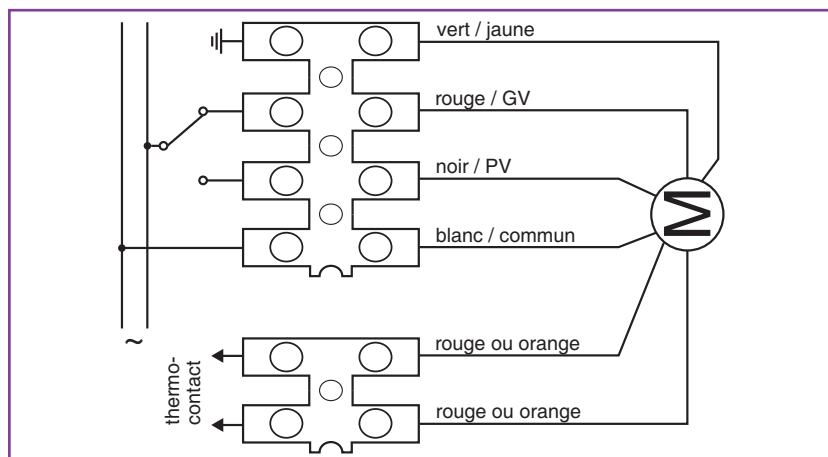 vert / jaune
rouge / GV
noir / PV
blanc / commun
M
~
thermo-
contact
rouge ou orange
rouge ou orange